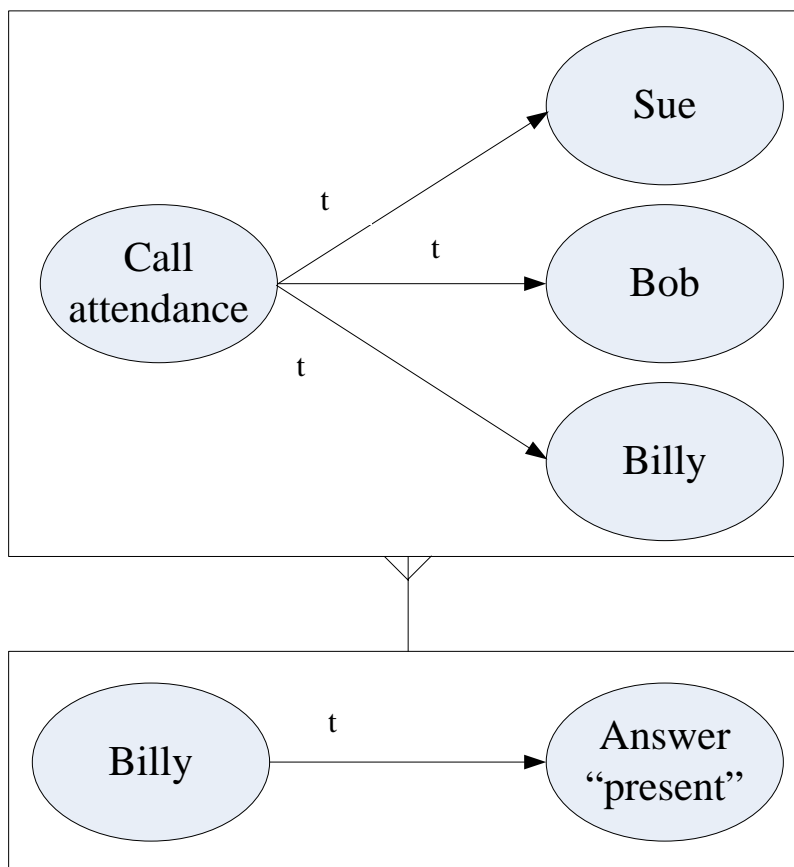 Sue
t
Call
attendance
t
Bob
t
Billy
Billy
t
Answer
“present”